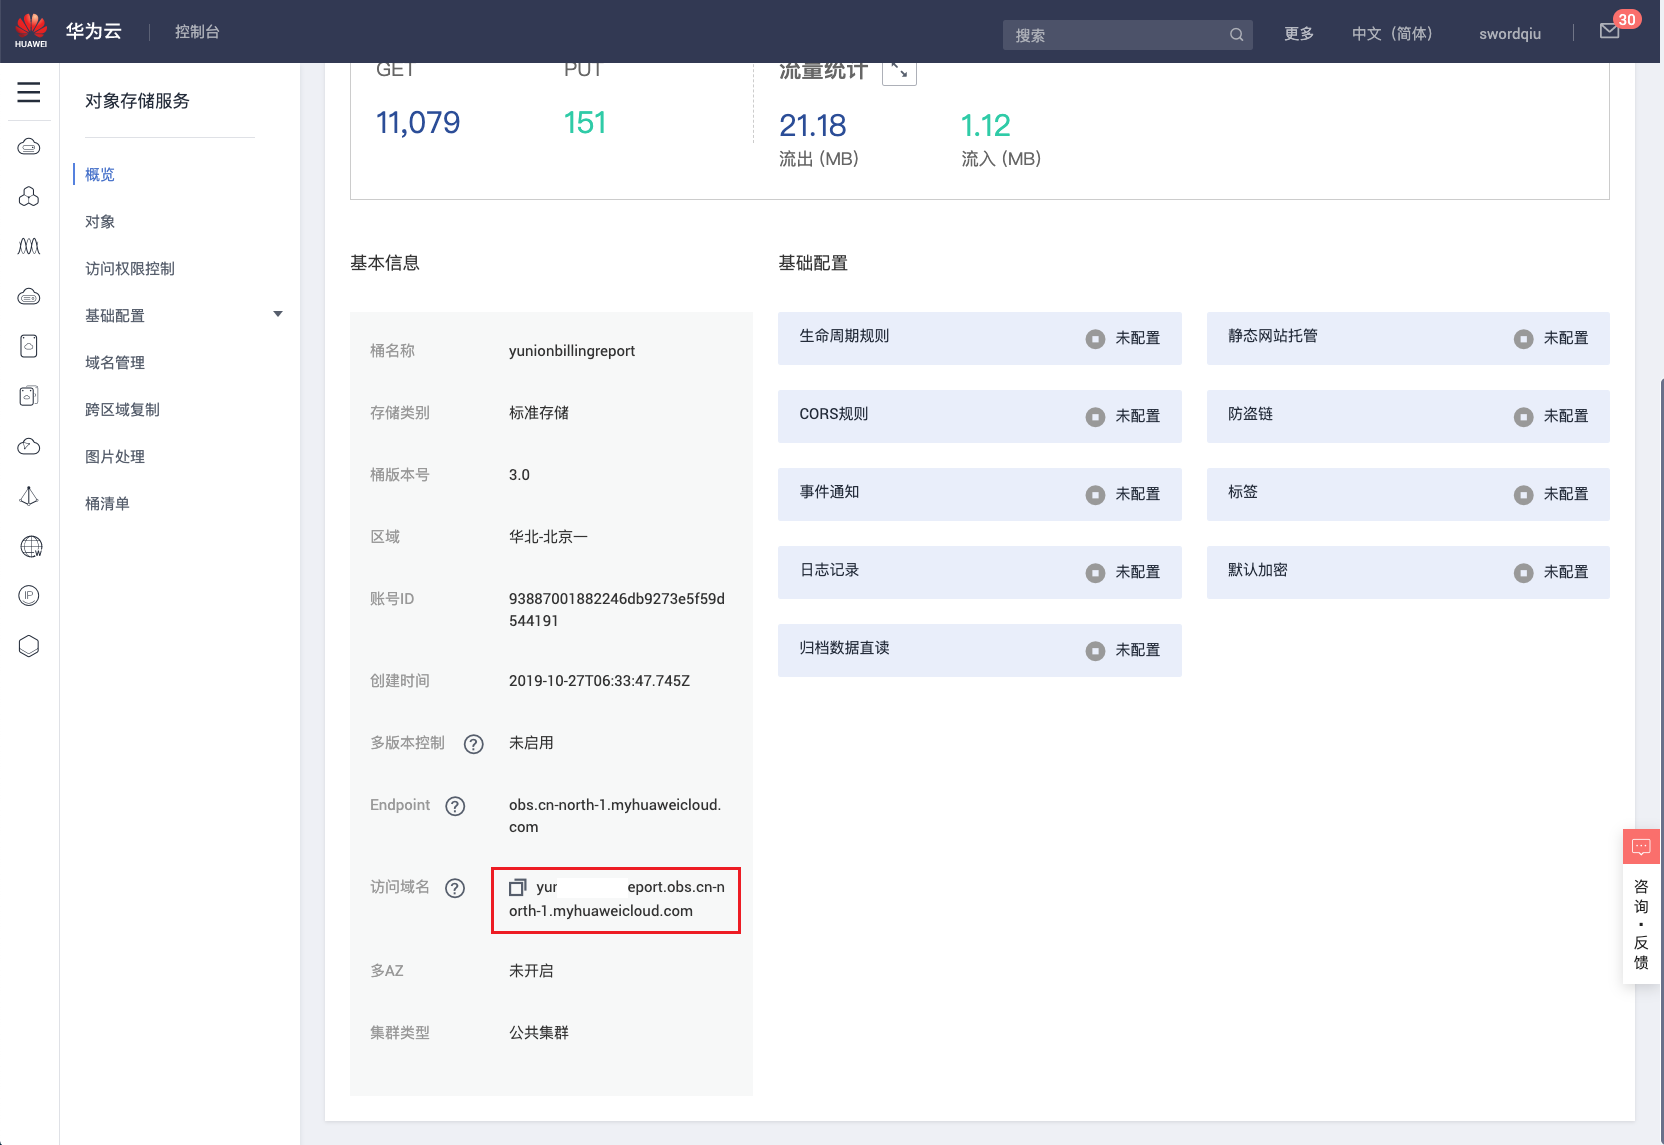 HUAWEI
华为云
控制台
搜索
更多
中文（简体）
swordqiu
30
对象存储服务
概览
对象
访问权限控制
基础配置
域名管理
跨区域复制
图片处理
桶清单
GET
PUT
流量统计
11,079
151
21.18
1.12
流出 (MB)
流入 (MB)
基本信息
桶名称
yunionbillingreport
存储类别
标准存储
桶版本号
3.0
区域
华北-北京一
账号ID
93887001882246db9273e5f59d
544191
创建时间
2019-10-27T06:33:47.745Z
多版本控制
未启用
Endpoint
obs.cn-north-1.myhuaweicloud.
com
访问域名
yur eport.obs.cn-n
orth-1.myhuaweicloud.com
多AZ
未开启
集群类型
公共集群
基础配置
生命周期规则
未配置
静态网站托管
未配置
CORS规则
未配置
防盗链
未配置
事件通知
未配置
标签
未配置
日志记录
未配置
默认加密
未配置
归档数据直读
未配置
IP
W
咨
询
·
反
馈